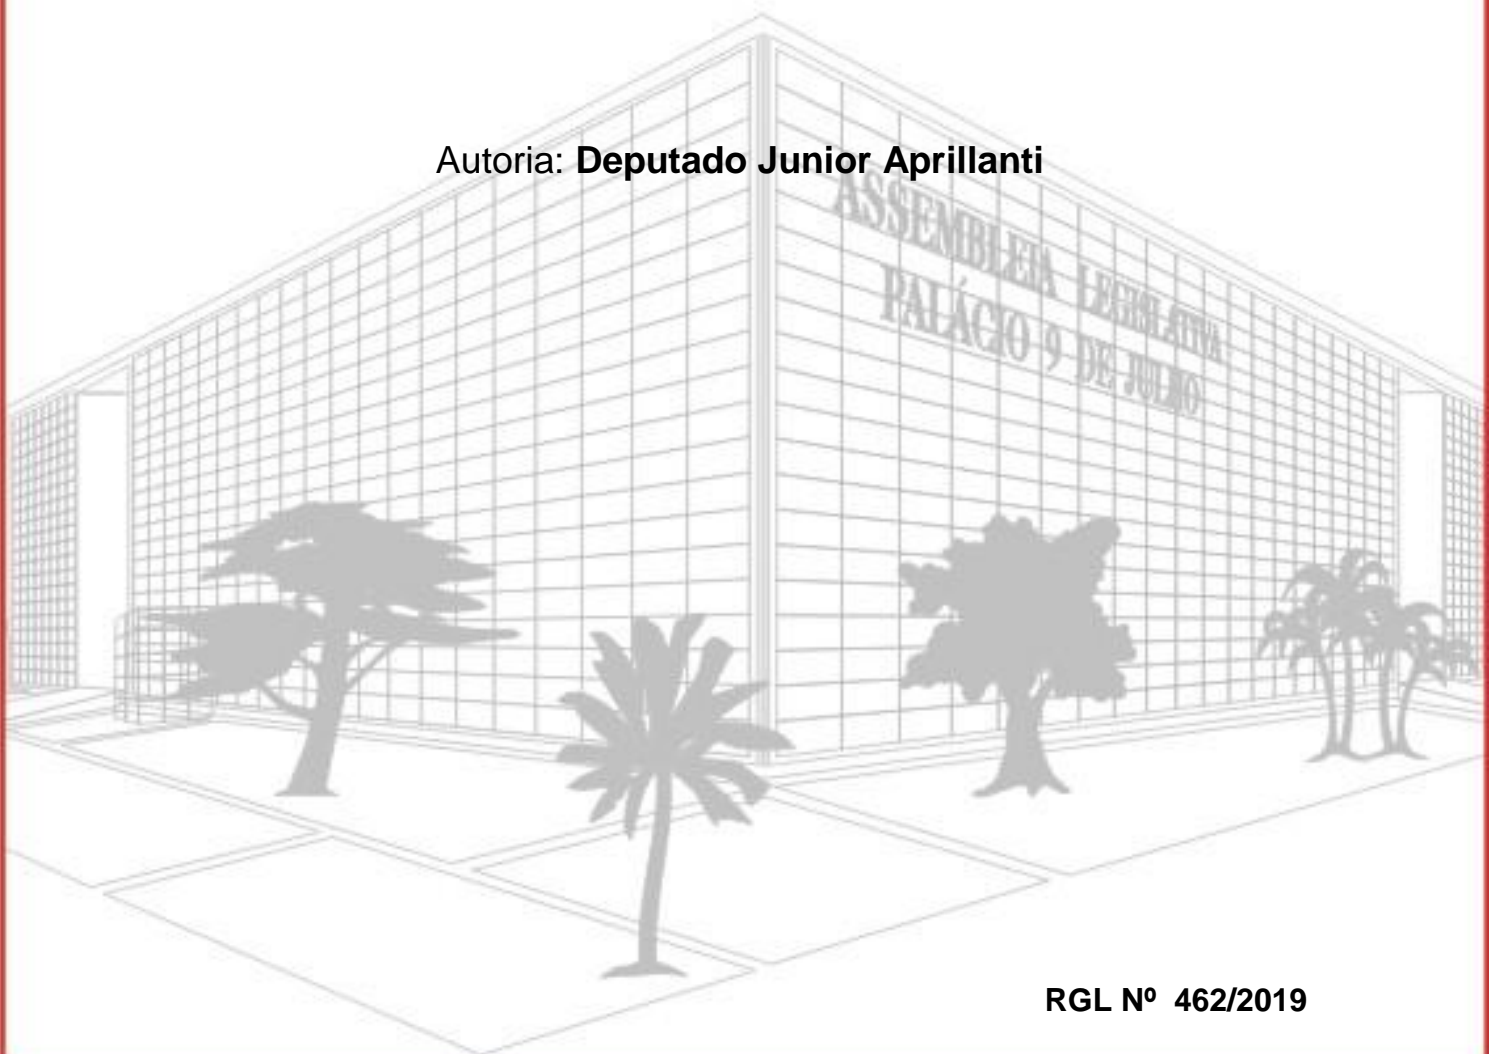 Autoria: Deputado Junior Aprillanti
ASSEMBLEIA LEGISLATIVA
PALÁCIO 9 DE JULHO
RGL Nº 462/2019